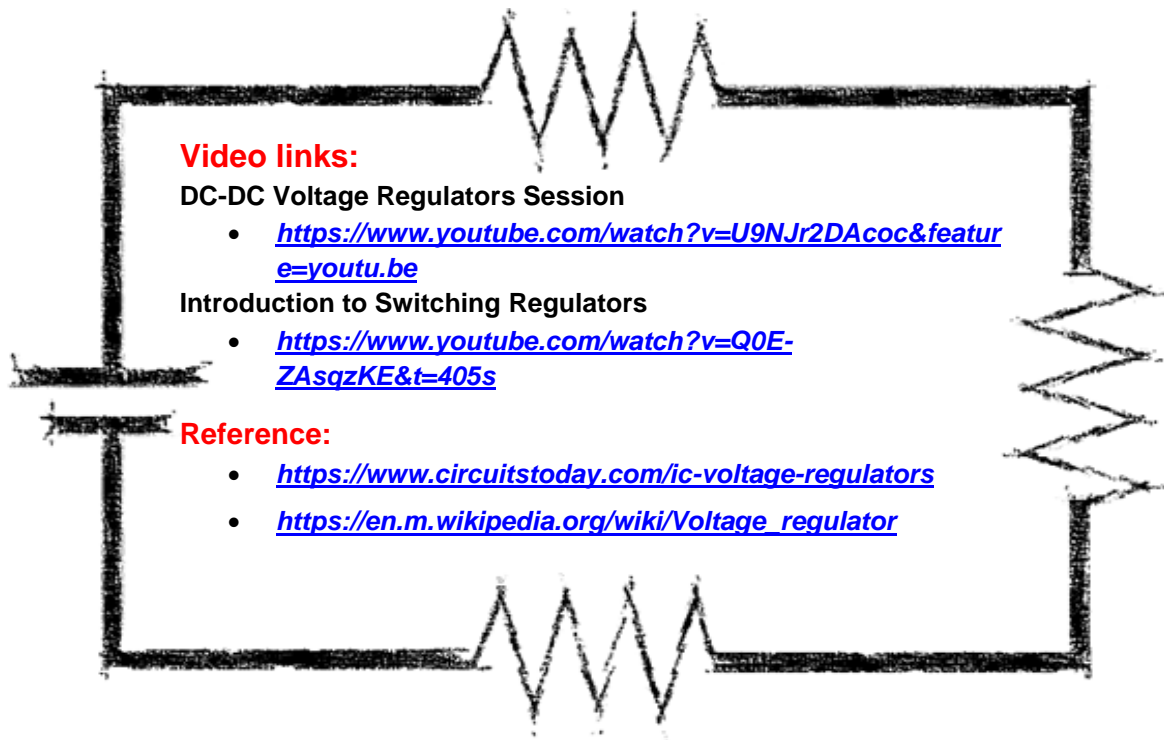 Video links:
DC-DC Voltage Regulators Session
• https://www.youtube.com/watch?v=U9NJr2DAcoc&featur
e=youtu.be
Introduction to Switching Regulators
• https://www.youtube.com/watch?v=Q0E-
ZAsqzKE&t=405s
Reference:
• https://www.circuitstoday.com/ic-voltage-regulators
• https://en.m.wikipedia.org/wiki/Voltage_regulator